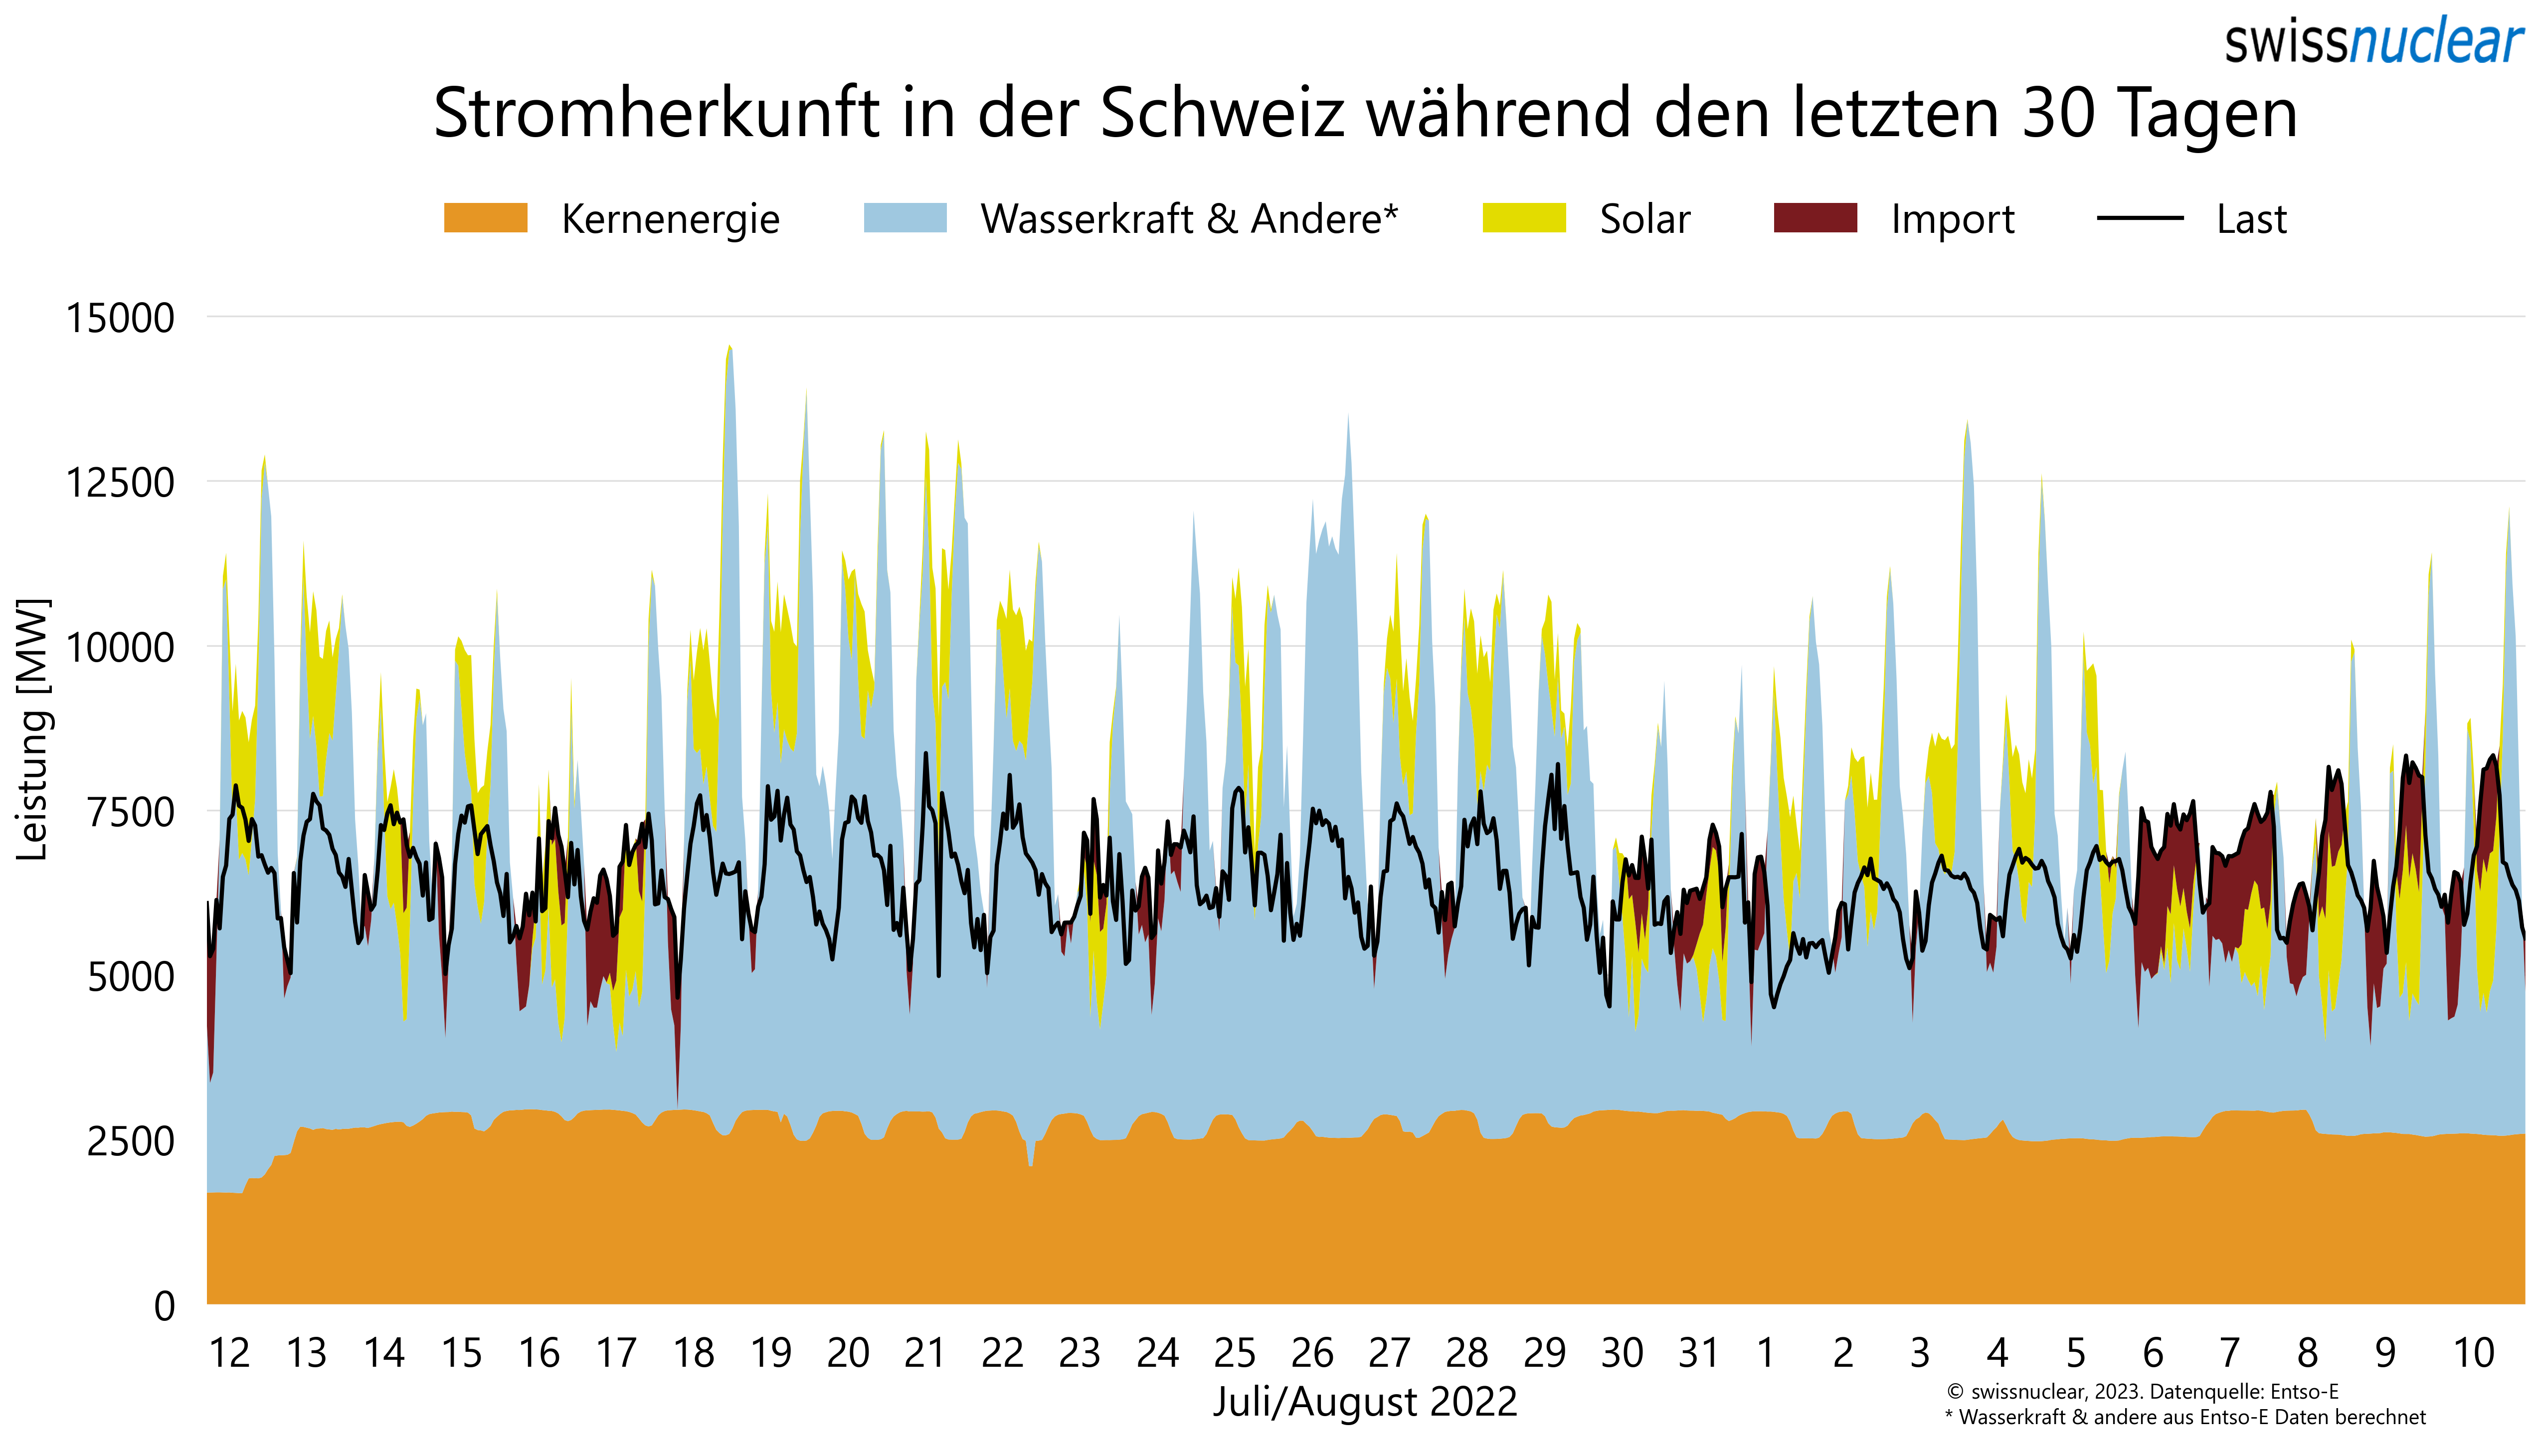 swissnuclear
Stromherkunft in der Schweiz während den letzten 30 Tagen
Kernenergie Wasserkraft & Andere* Solar Import Last
15000
12500
10000
7500
5000
2500
0
Leistung [MW]
12 13 14 15 16 17 18 19 20 21 22 23 24 25 26 27 28 29 30 31 1 2 3 4 5 6 7 8 9 10
Juli/August 2022
© swissnuclear, 2023. Datenquelle: Entso-E
* Wasserkraft & andere aus Entso-E Daten berechnet